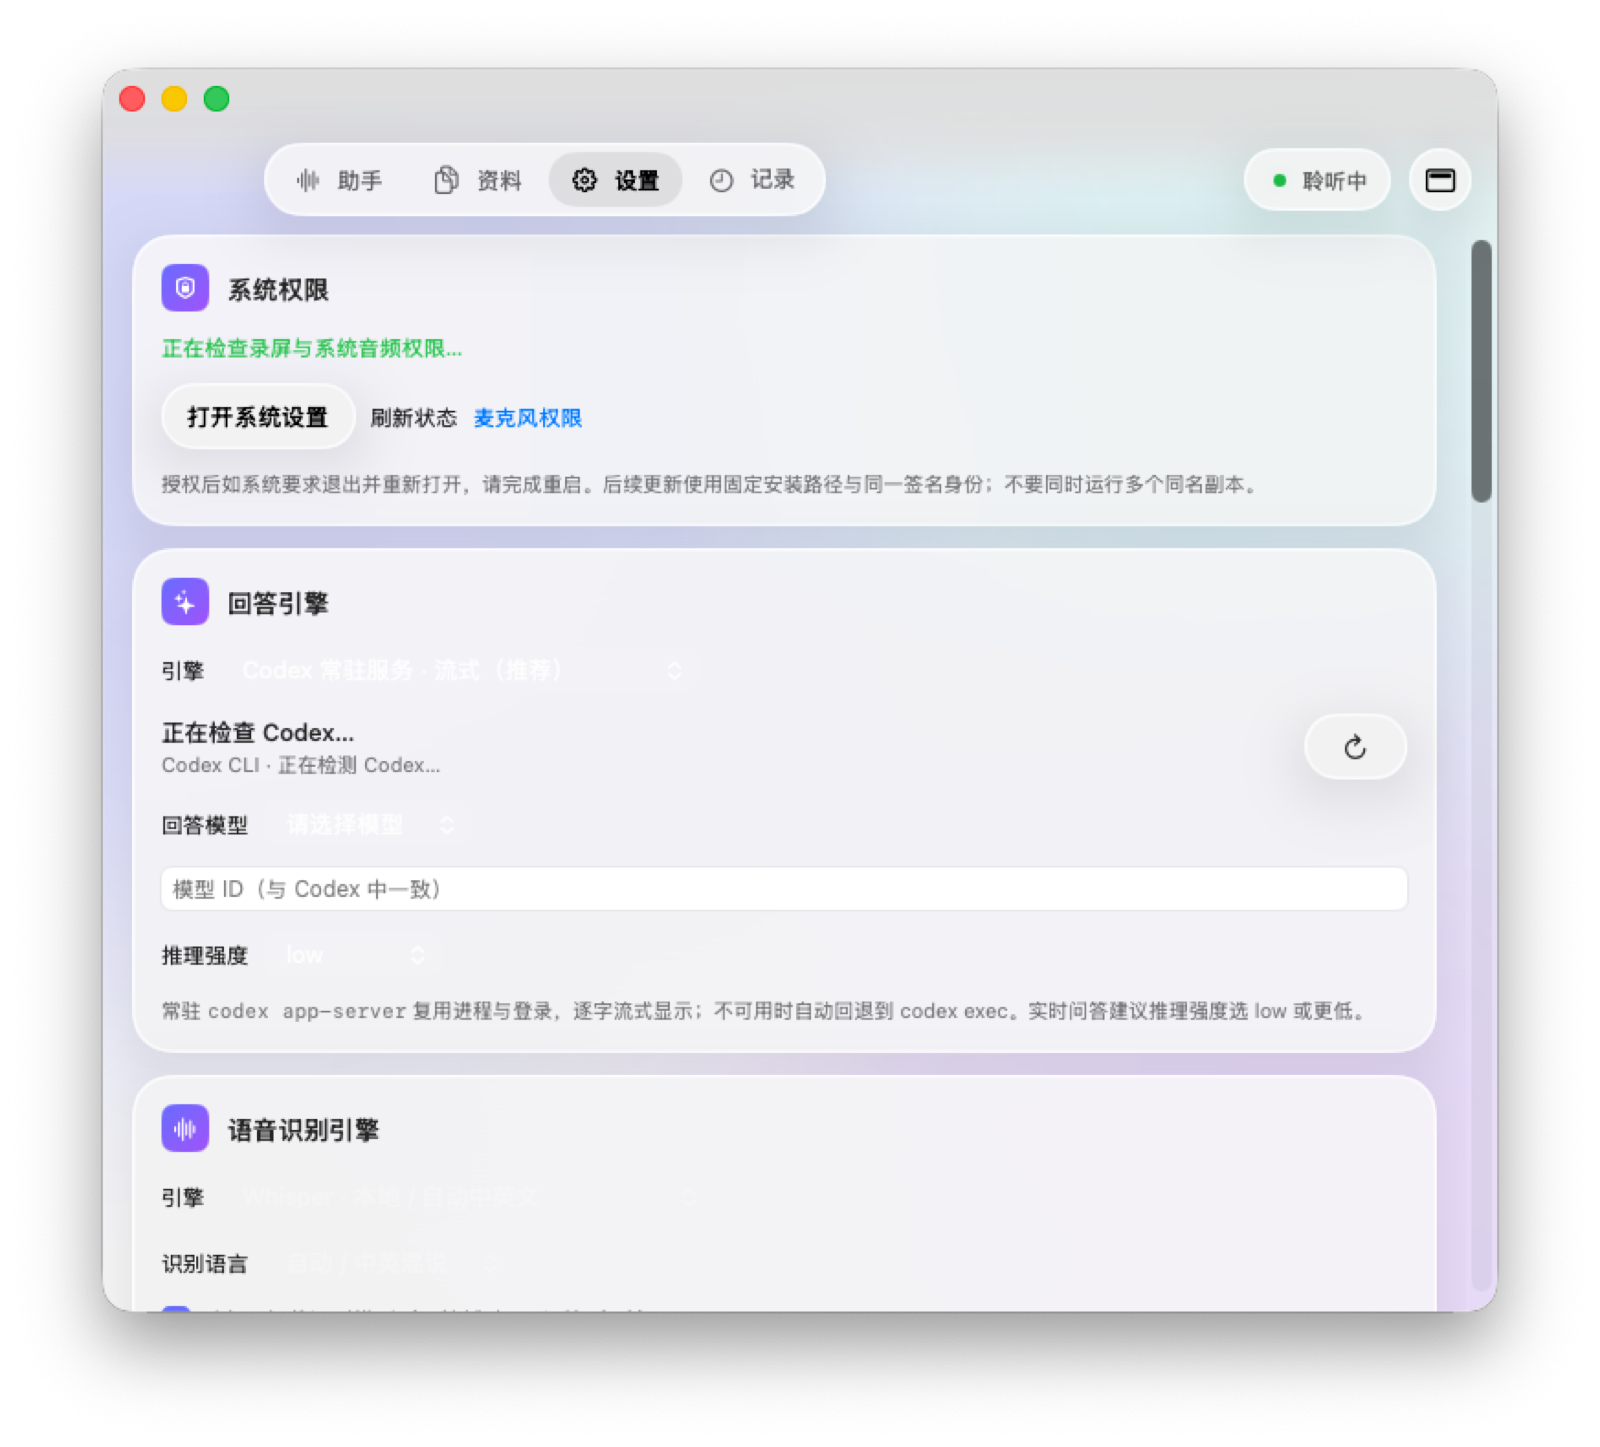 助手 资料 设置 记录 聆听中
系统权限
正在检查录屏与系统音频权限...
打开系统设置 刷新状态 麦克风权限
授权后如系统要求退出并重新打开，请完成重启。后续更新使用固定安装路径与同一签名身份；不要同时运行多个同名副本。
回答引擎
引擎 Codex 常驻服务 · 流式（推荐）
正在检查 Codex...
Codex CLI · 正在检测 Codex...
回答模型 请选择模型
模型 ID（与 Codex 中一致）
推理强度 low
常驻 codex app-server 复用进程与登录，逐字流式显示；不可用时自动回退到 codex exec。实时问答建议推理强度选 low 或更低。
语音识别引擎
引擎 Whisper
识别语言 自动 /